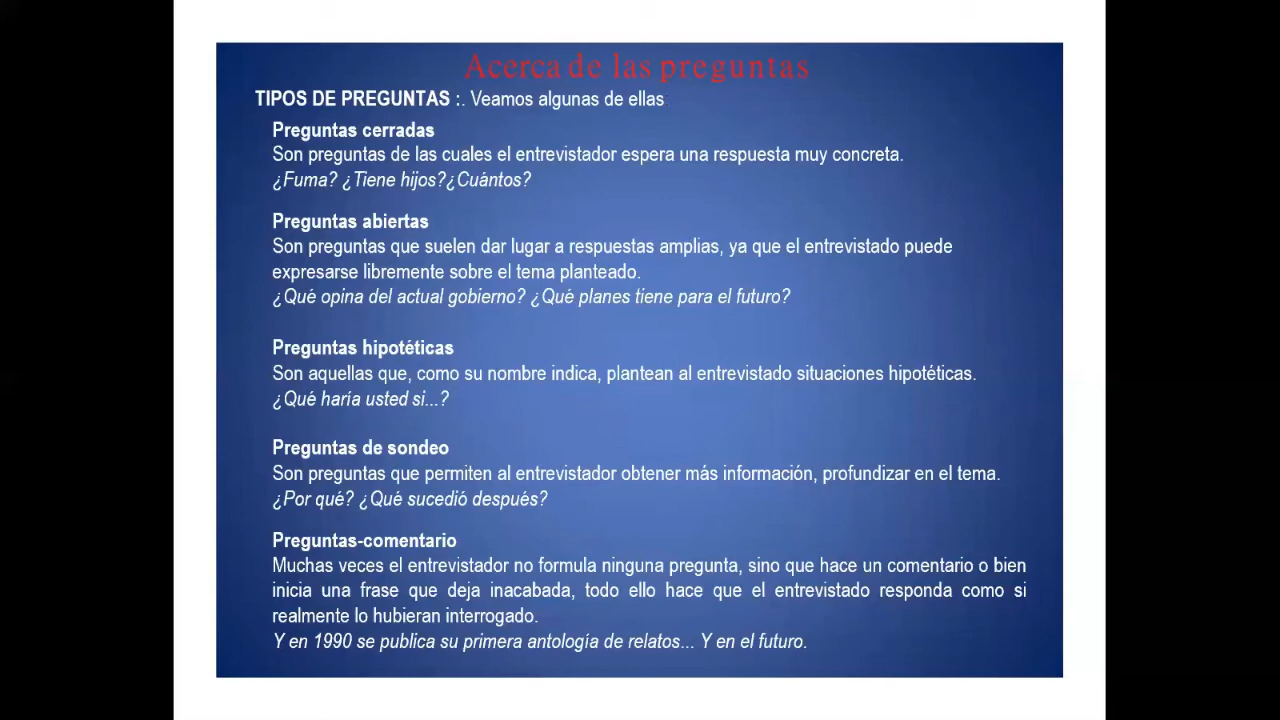 Acerca de las preguntas
TIPOS DE PREGUNTAS :. Veamos algunas de ellas
Preguntas cerradas
Son preguntas de las cuales el entrevistador espera una respuesta muy concreta.
¿Fuma? ¿Tiene hijos?¿Cuántos?
Preguntas abiertas
Son preguntas que suelen dar lugar a respuestas amplias, ya que el entrevistado puede
expresarse libremente sobre el tema planteado.
¿Qué opina del actual gobierno? ¿Qué planes tiene para el futuro?
Preguntas hipotéticas
Son aquellas que, como su nombre indica, plantean al entrevistado situaciones hipotéticas.
¿Qué haría usted si...?
Preguntas de sondeo
Son preguntas que permiten al entrevistador obtener más información, profundizar en el tema.
¿Por qué? ¿Qué sucedió después?
Preguntas-comentario
Muchas veces el entrevistador no formula ninguna pregunta, sino que hace un comentario o bien
inicia una frase que deja inacabada, todo ello hace que el entrevistado responda como si
realmente lo hubieran interrogado.
Y en 1990 se publica su primera antología de relatos... Y en el futuro.